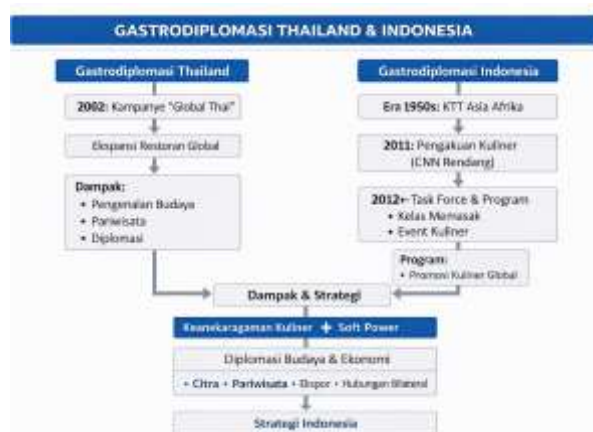 GASTRODIPLOMASI THAILAND & INDONESIA
Gastrodiplomasi Thailand
2002: Kampanye "Global Thai"
Ekspansi Restoran Global
Dampak:
• Pengenalan Budaya
• Pariwisata
• Diplomasi
Gastrodiplomasi Indonesia
Era 1950s: KTT Asia Afrika
2011: Pengakuan Kuliner
(CNN Rendang)
2012+ Task Force & Program
• Kelas Memasak
• Event Kuliner
Program:
• Promosi Kuliner Global
Dampak & Strategi
Keanekaragaman Kuliner + Soft Power
Diplomasi Budaya & Ekonomi
• Citra • Pariwisata • Ekspor • Hubungan Bilateral
Strategi Indonesia